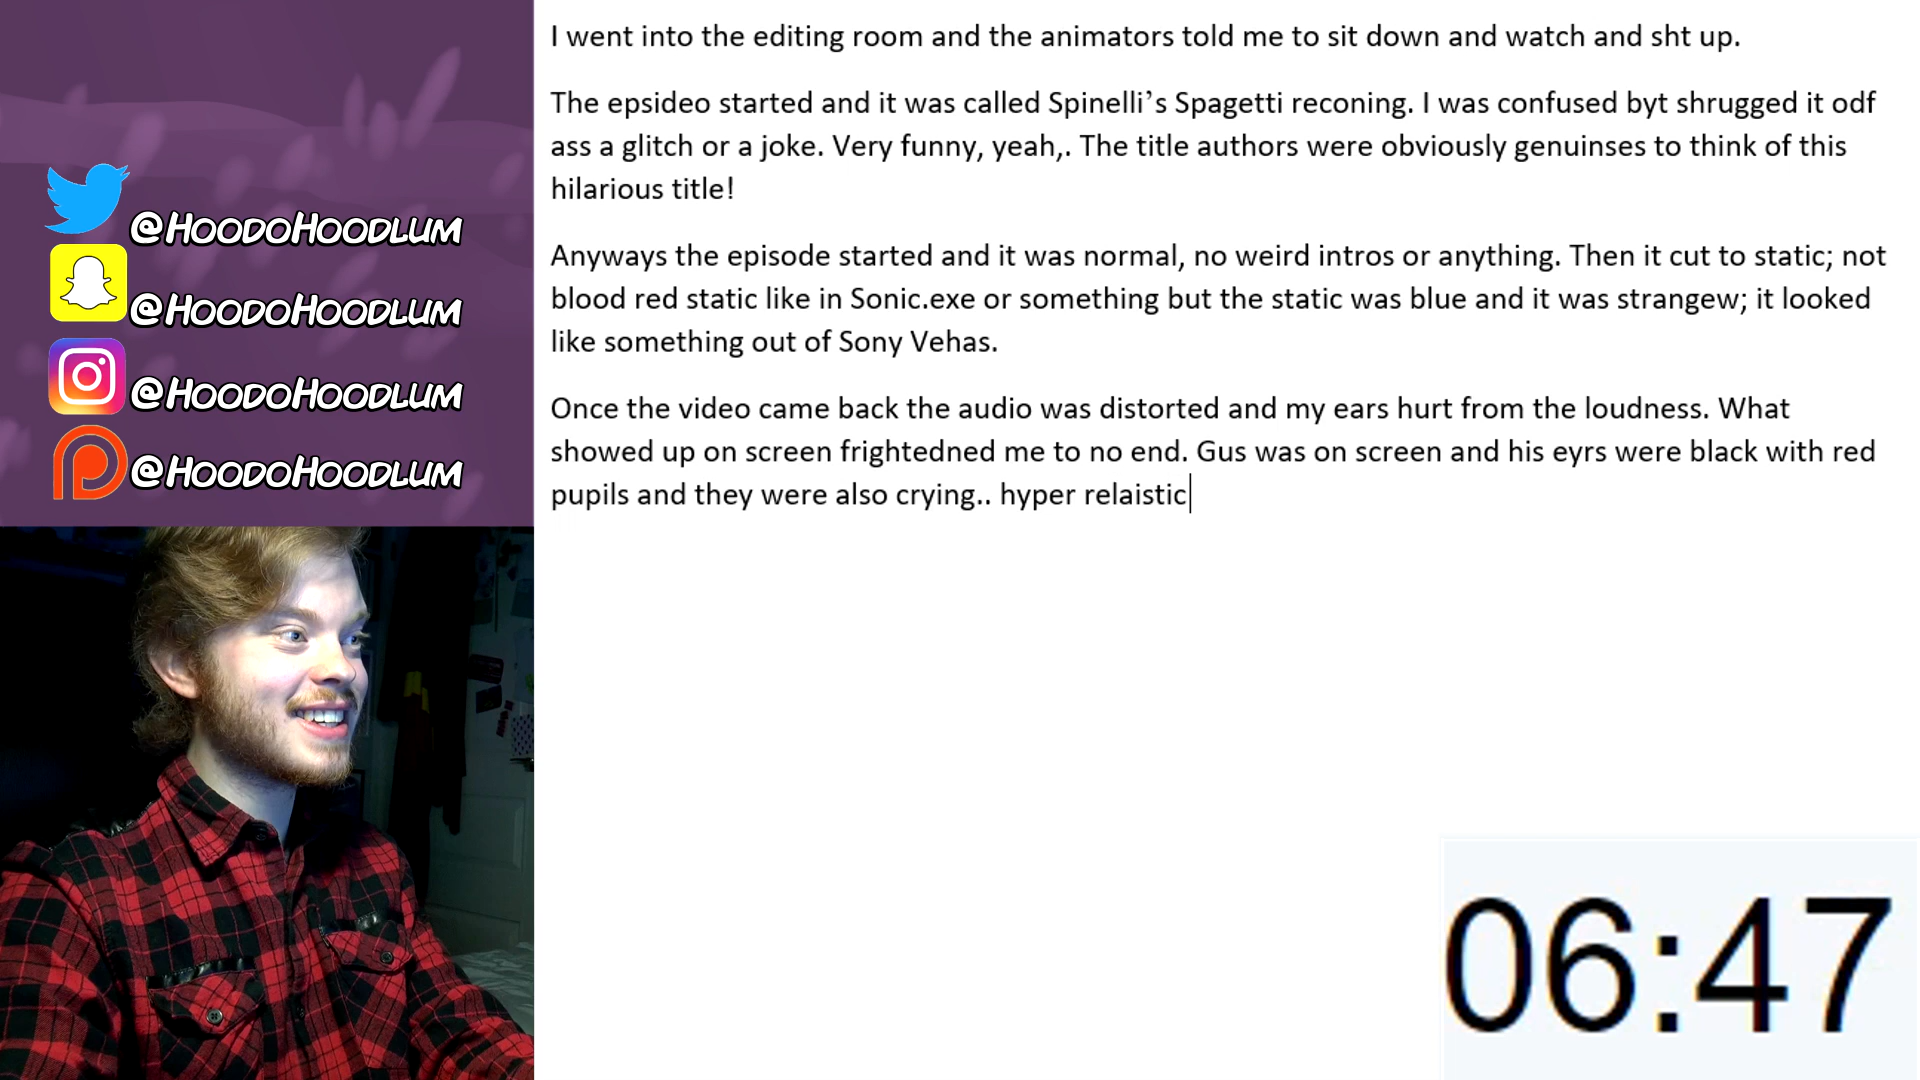 @HOODOHOODLUM
@HOODOHOODLUM
@HOODOHOODLUM
@HOODOHOODLUM
I went into the editing room and the animators told me to sit down and watch and sht up.
The epsideo started and it was called Spinelli’s Spagetti reconing. I was confused byt shrugged it odf
ass a glitch or a joke. Very funny, yeah,. The title authors were obviously genuinses to think of this
hilarious title!
Anyways the episode started and it was normal, no weird intros or anything. Then it cut to static; not
blood red static like in Sonic.exe or something but the static was blue and it was strangew; it looked
like something out of Sony Vehas.
Once the video came back the audio was distorted and my ears hurt from the loudness. What
showed up on screen frightedned me to no end. Gus was on screen and his eyrs were black with red
pupils and they were also crying.. hyper relaistic
06:47